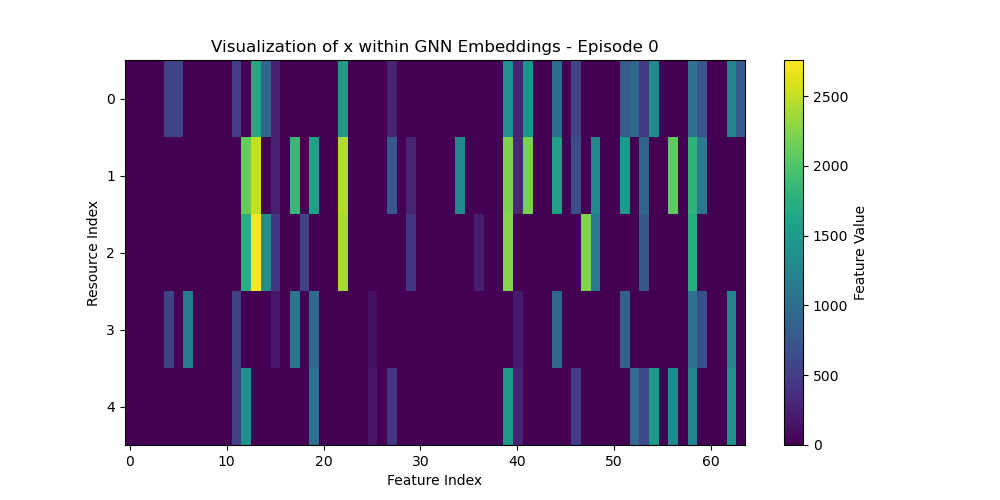 Visualization of x within GNN Embeddings - Episode 0
Resource Index
0
1
2
3
4
0 10 20 30 40 50 60
Feature Index
2500
2000
1500
1000
500
0
Feature Value